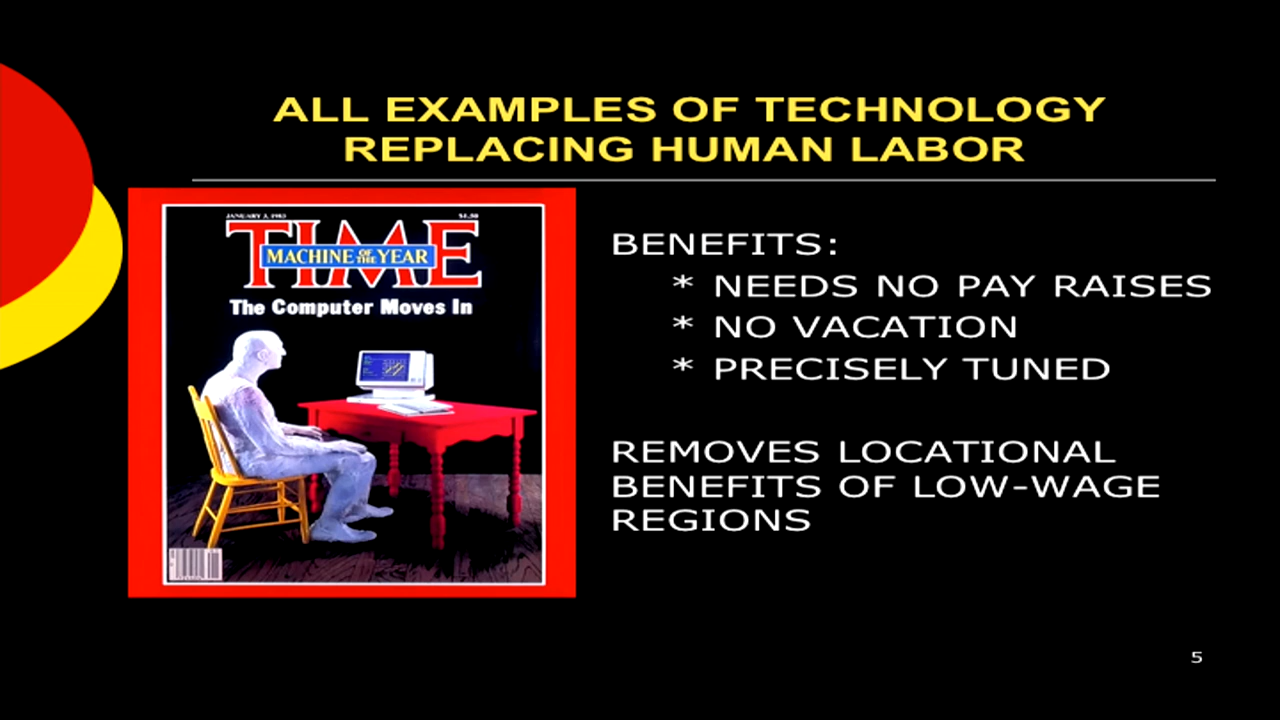 ALL EXAMPLES OF TECHNOLOGY
REPLACING HUMAN LABOR
JANUARY 3, 1983
$1.50
TIME
MACHINE OF THE YEAR
The Computer Moves In
BENEFITS:
* NEEDS NO PAY RAISES
* NO VACATION
* PRECISELY TUNED
REMOVES LOCATIONAL
BENEFITS OF LOW-WAGE
REGIONS
5